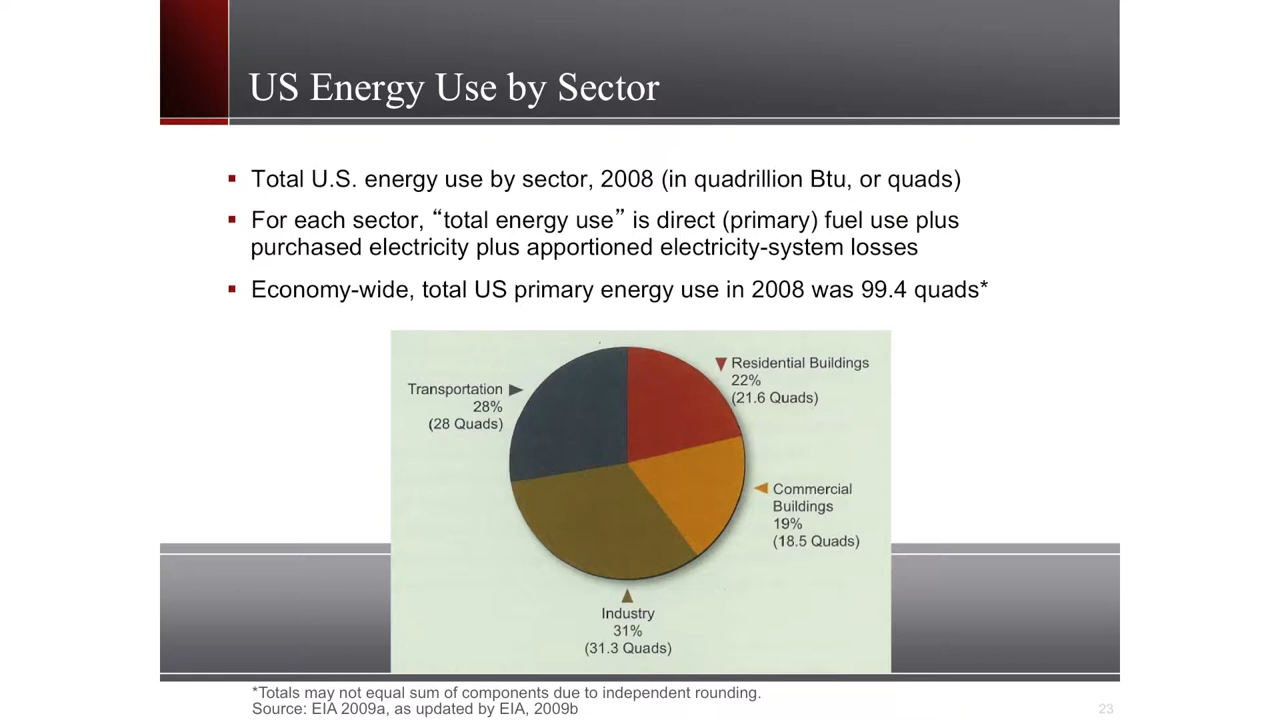 US Energy Use by Sector
▪ Total U.S. energy use by sector, 2008 (in quadrillion Btu, or quads)
▪ For each sector, “total energy use” is direct (primary) fuel use plus
purchased electricity plus apportioned electricity-system losses
▪ Economy-wide, total US primary energy use in 2008 was 99.4 quads*
Transportation
28%
(28 Quads)
Residential Buildings
22%
(21.6 Quads)
Commercial
Buildings
19%
(18.5 Quads)
Industry
31%
(31.3 Quads)
*Totals may not equal sum of components due to independent rounding.
Source: EIA 2009a, as updated by EIA, 2009b
23